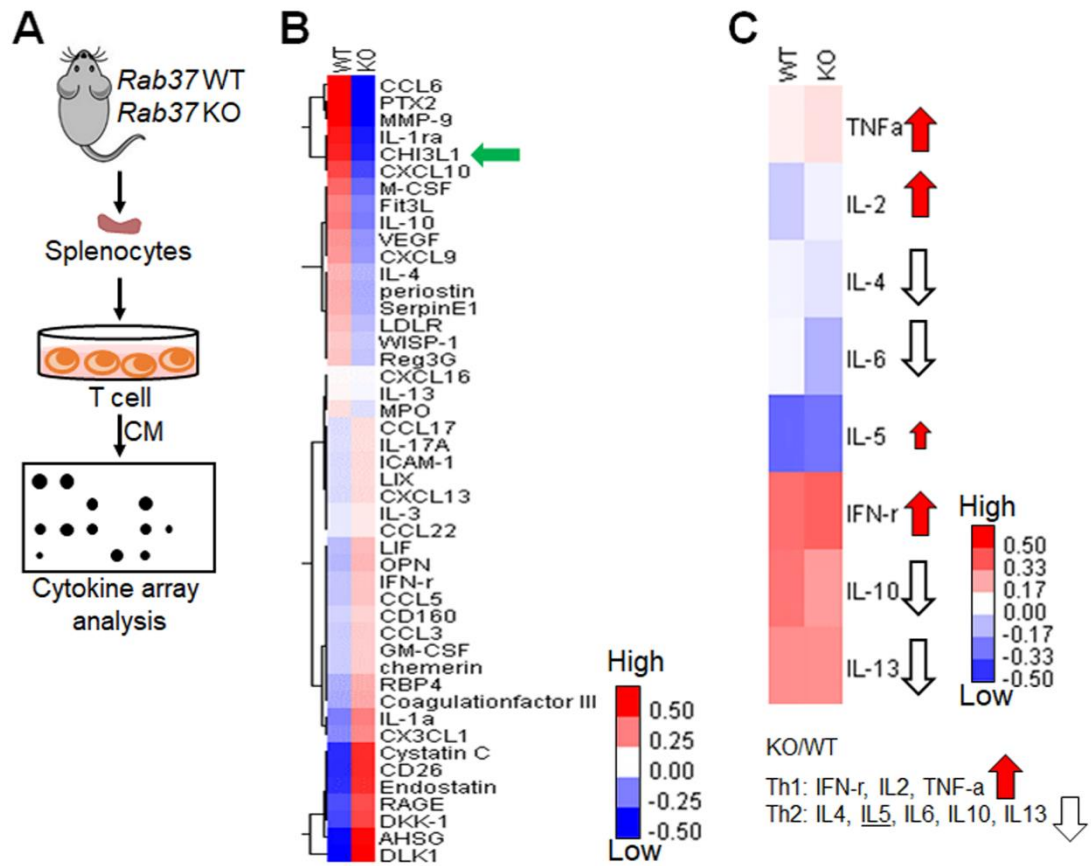 A
Rab37 WT
Rab37 KO
Splenocytes
T cell
CM
Cytokine array
analysis
B
WT
KO
CCL6
PTX2
MMP-9
IL-1ra
CHI3L1
CXCL10
M-CSF
Fit3L
IL-10
VEGF
CXCL9
IL-4
periostin
SerpinE1
LDLR
WISP-1
Reg3G
CXCL16
IL-13
MPO
CCL17
IL-17A
ICAM-1
LIX
CXCL13
IL-3
CCL22
LIF
OPN
IFN-r
CCL5
CD160
CCL3
GM-CSF
chemerin
RBP4
Coagulationfactor III
IL-1a
CX3CL1
Cystatin C
CD26
Endostatin
RAGE
DKK-1
AHSG
DLK1
High
0.50
0.25
0.00
-0.25
-0.50
Low
C
WT
KO
TNFa
IL-2
IL-4
IL-6
IL-5
IFN-r
IL-10
IL-13
High
0.50
0.33
0.17
0.00
-0.17
-0.33
-0.50
Low
KO/WT
Th1: IFN-r, IL2, TNF-a
Th2: IL4, IL5, IL6, IL10, IL13